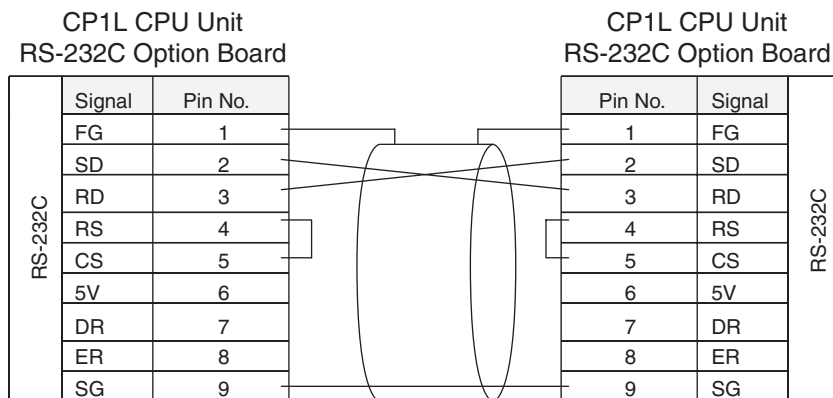 CP1L CPU Unit
RS-232C Option Board
CP1L CPU Unit
RS-232C Option Board
RS-232C
Signal Pin No.
FG 1
SD 2
RD 3
RS 4
CS 5
5V 6
DR 7
ER 8
SG 9
Pin No. Signal
1 FG
2 SD
3 RD
4 RS
5 CS
6 5V
7 DR
8 ER
9 SG
RS-232C